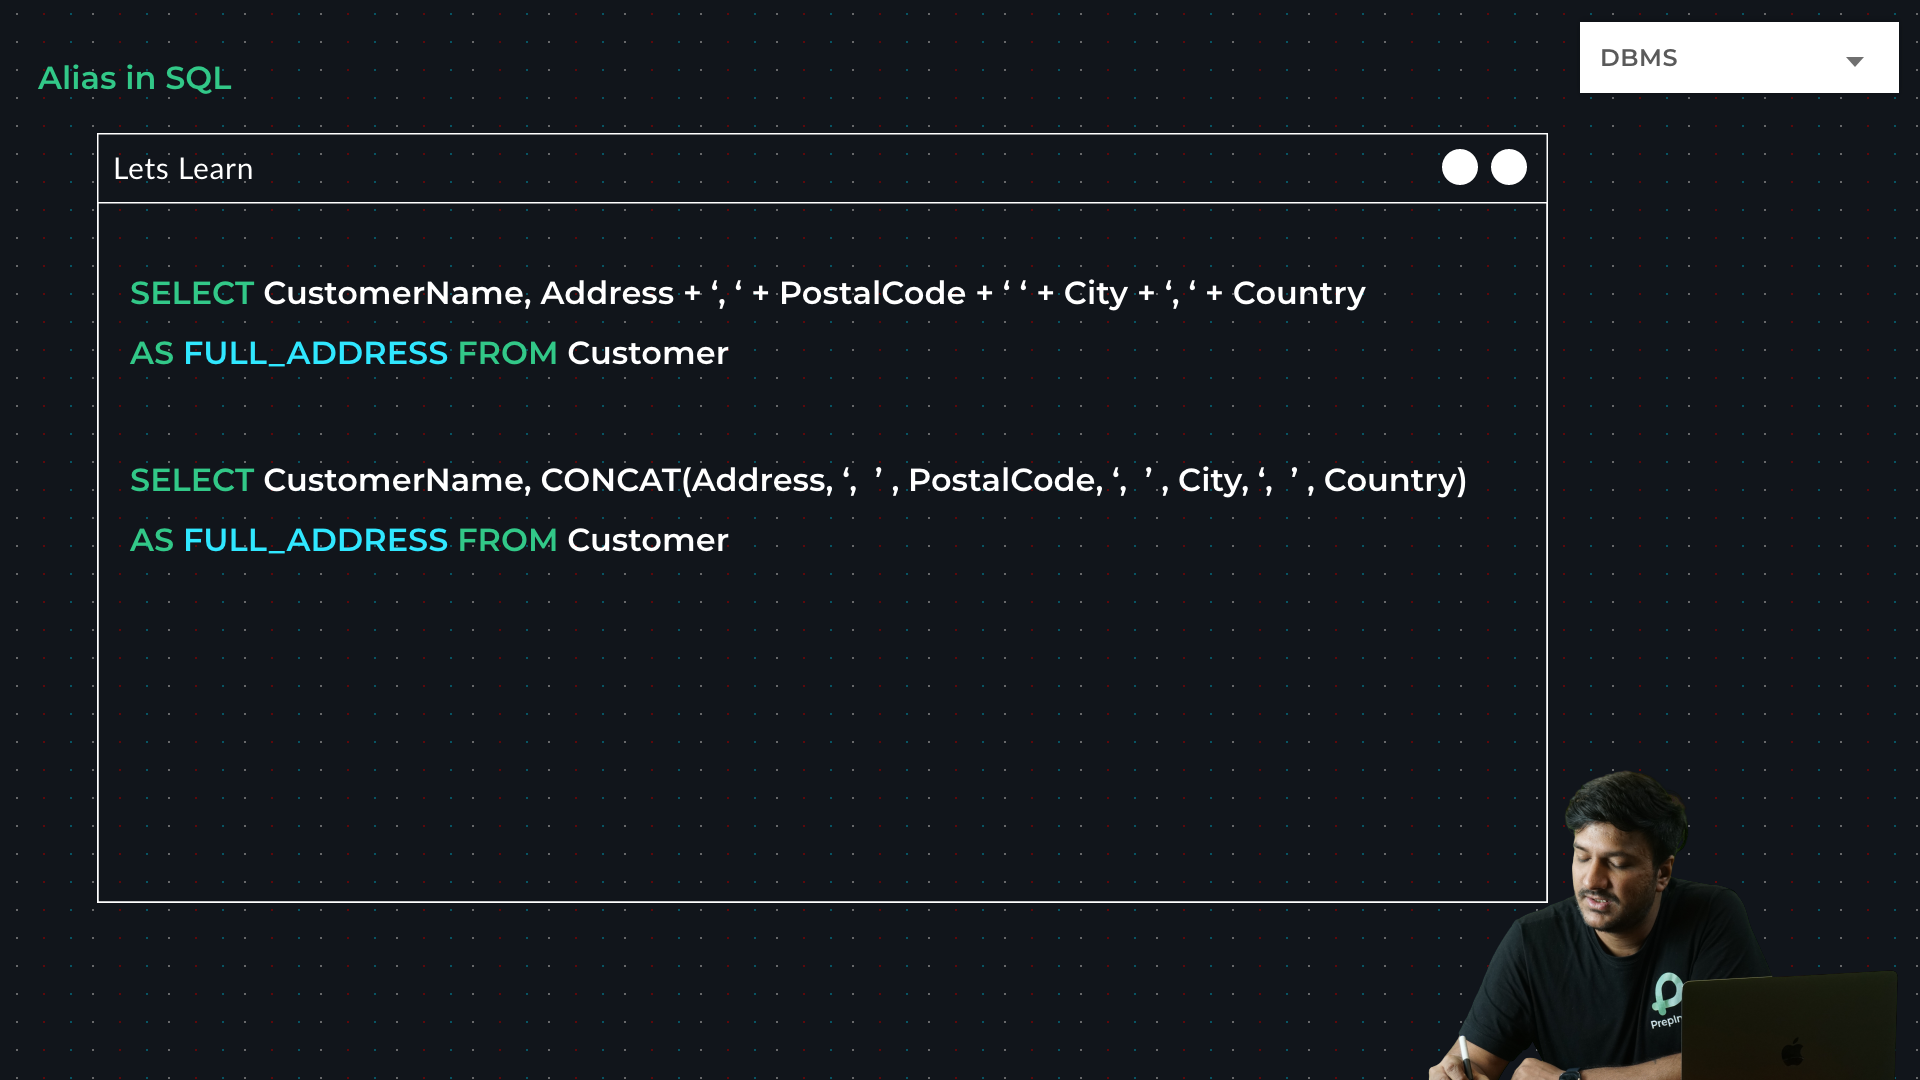 Alias in SQL
DBMS
Lets Learn
SELECT CustomerName, Address + ‘, ‘ + PostalCode + ‘ ‘ + City + ‘, ‘ + Country
AS FULL_ADDRESS FROM Customer
SELECT CustomerName, CONCAT(Address, ‘,  ’ , PostalCode, ‘,  ’ , City, ‘,  ’ , Country)
AS FULL_ADDRESS FROM Customer